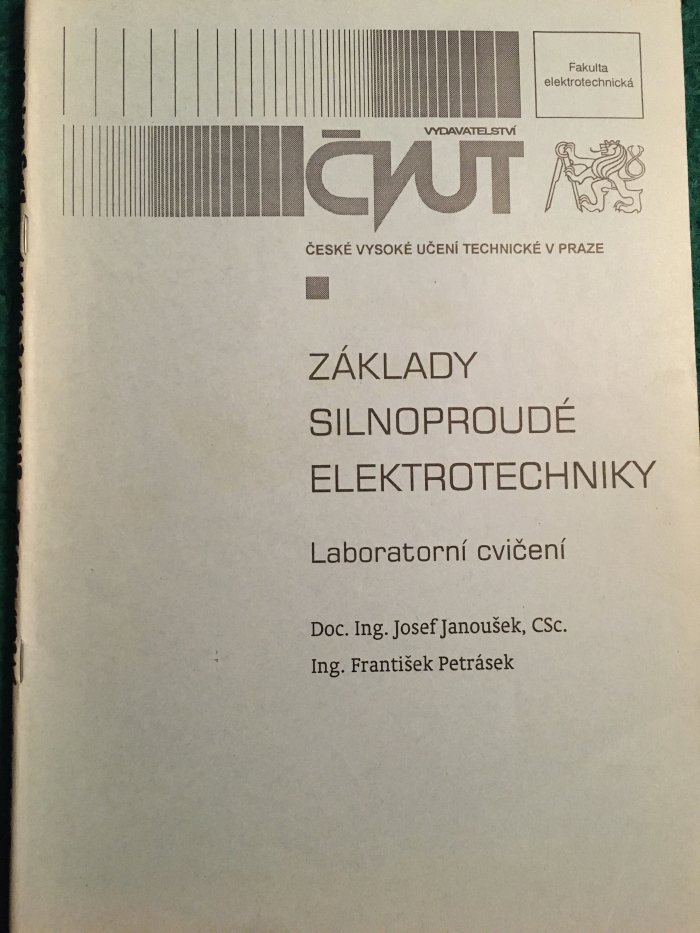 Fakulta
elektrotechnická
VYDAVATELSTVÍ
ČVUT
ČESKÉ VYSOKÉ UČENÍ TECHNICKÉ V PRAZE
ZÁKLADY
SILNOPROUDÉ
ELEKTROTECHNIKY
Laboratorní cvičení
Doc. Ing. Josef Janoušek, CSc.
Ing. František Petrásek